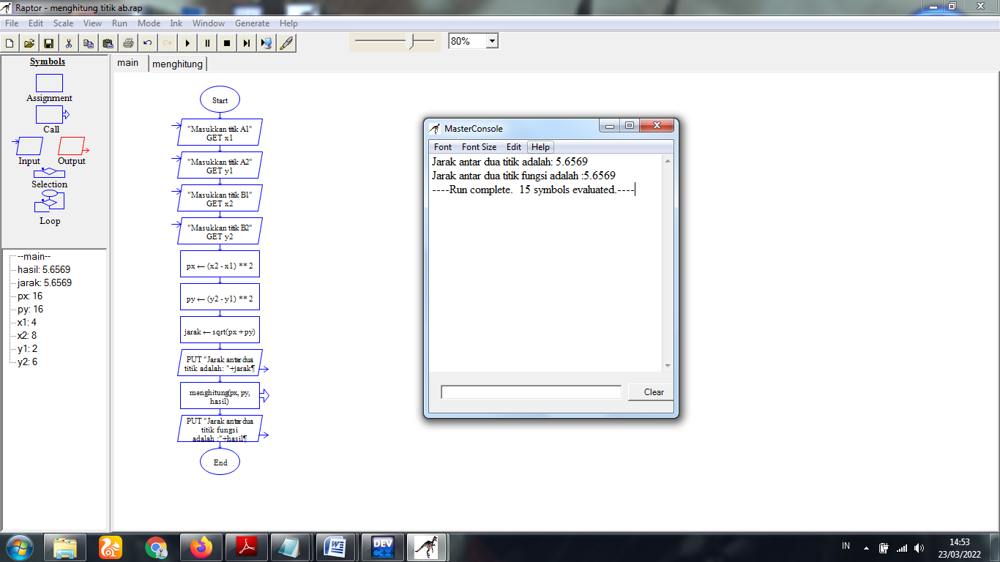 Raptor - menghitung titik ab.rap
File Edit Scale View Run Mode Ink Window Generate Help
80%
Symbols
Assignment
Call
Input Output
Selection
Loop
--main--
hasil: 5.6569
jarak: 5.6569
px: 16
py: 16
x1: 4
x2: 8
y1: 2
y2: 6
main menghitung
Start
"Masukkan titik A1"
GET x1
"Masukkan titik A2"
GET y1
"Masukkan titik B1"
GET x2
"Masukkan titik B2"
GET y2
px ← (x2 - x1) ** 2
py ← (y2 - y1) ** 2
jarak ← sqrt(px + py)
PUT "Jarak antar dua
titik adalah: "+jarak¶
menghitung(px, py,
hasil)
PUT "Jarak antar dua
titik fungsi
adalah :"+hasil¶
End
MasterConsole
Font Font Size Edit Help
Jarak antar dua titik adalah: 5.6569
Jarak antar dua titik fungsi adalah :5.6569
----Run complete.  15 symbols evaluated.----
Clear
W
DEV
C++
IN
14:53
23/03/2022